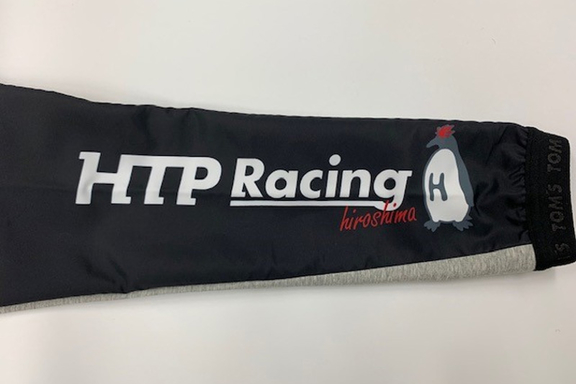 HTP Racing
hiroshima
H
S TOMS TOM